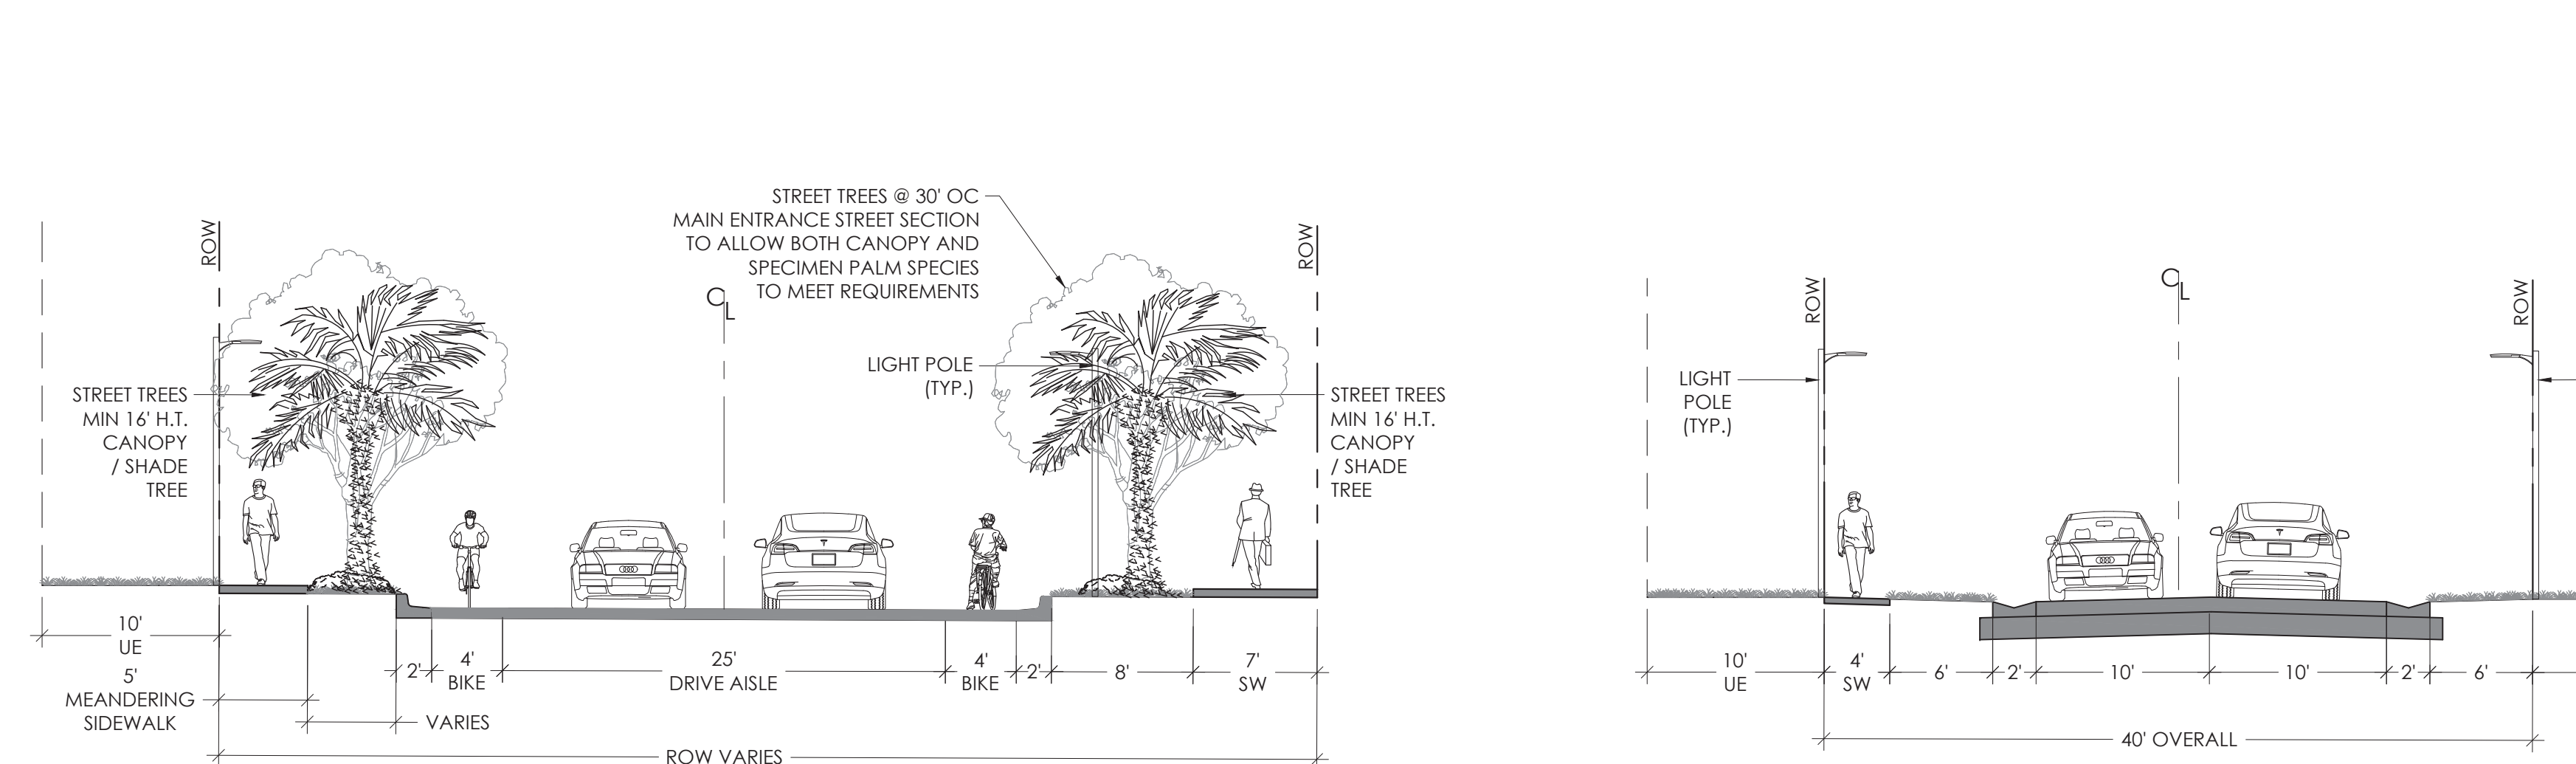 STREET TREES @ 30' OC
MAIN ENTRANCE STREET SECTION
TO ALLOW BOTH CANOPY AND
SPECIMEN PALM SPECIES
TO MEET REQUIREMENTS
ROW
CL
ROW
LIGHT POLE
(TYP.)
STREET TREES
MIN 16' H.T.
CANOPY
/ SHADE
TREE
STREET TREES
MIN 16' H.T.
CANOPY
/ SHADE
TREE
10'
UE
5'
MEANDERING
SIDEWALK
2'
4'
BIKE
25'
DRIVE AISLE
4'
BIKE
2'
8'
7'
SW
VARIES
ROW VARIES
ROW
CL
ROW
LIGHT
POLE
(TYP.)
10'
UE
4'
SW
6'
2'
10'
10'
2'
6'
40' OVERALL